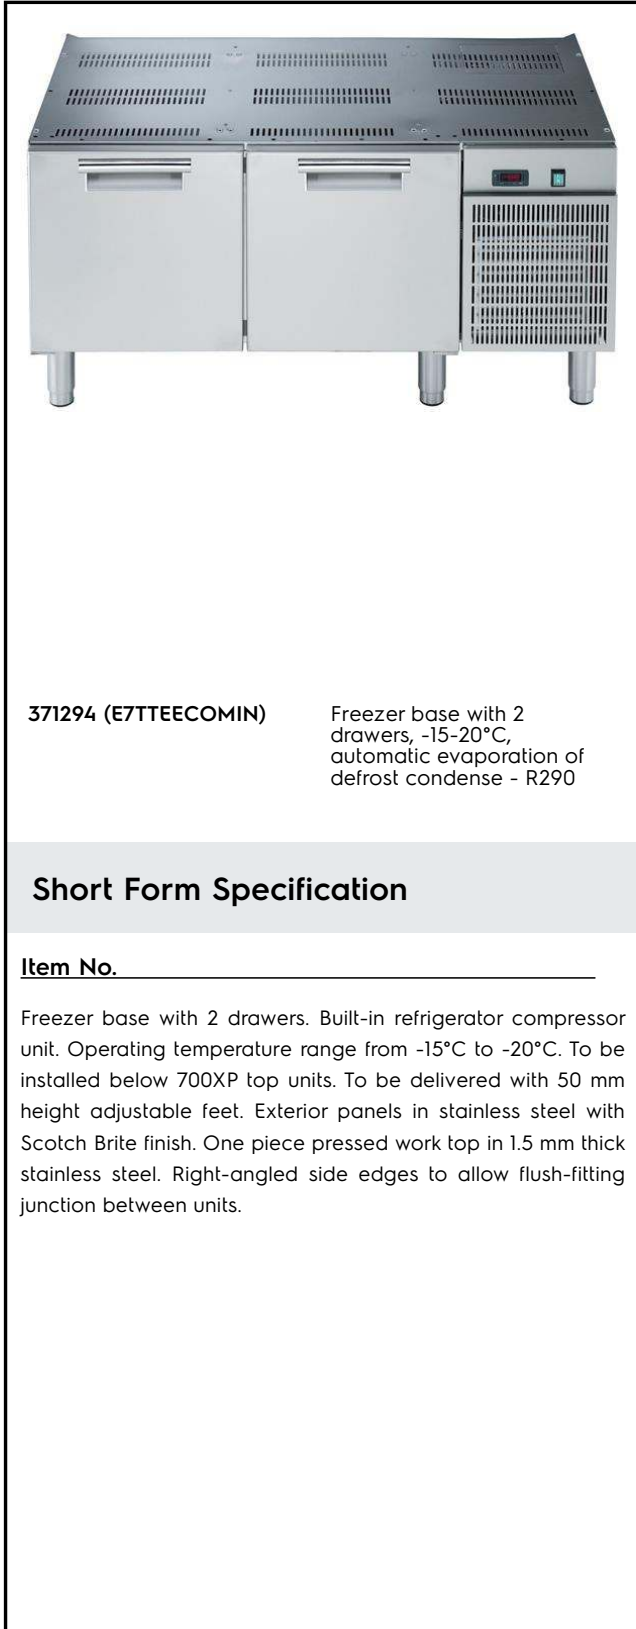 371294 (E7TTEECOMIN)
Freezer base with 2
drawers, -15-20°C,
automatic evaporation of
defrost condense - R290
Short Form Specification
Item No.
Freezer base with 2 drawers. Built-in refrigerator compressor
unit. Operating temperature range from -15°C to -20°C. To be
installed below 700XP top units. To be delivered with 50 mm
height adjustable feet. Exterior panels in stainless steel with
Scotch Brite finish. One piece pressed work top in 1.5 mm thick
stainless steel. Right-angled side edges to allow flush-fitting
junction between units.